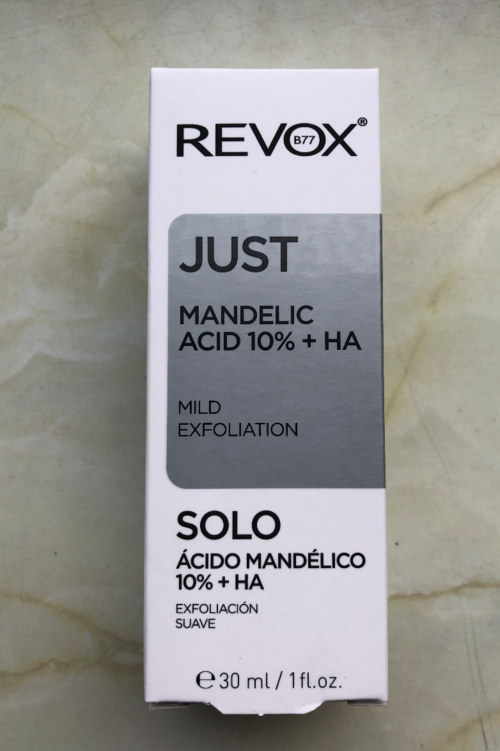 REVOX®
B77
JUST
MANDELIC
ACID 10% + HA
MILD
EXFOLIATION
SOLO
ÁCIDO MANDÉLICO
10% + HA
EXFOLIACIÓN
SUAVE
℮ 30 ml / 1fl.oz.